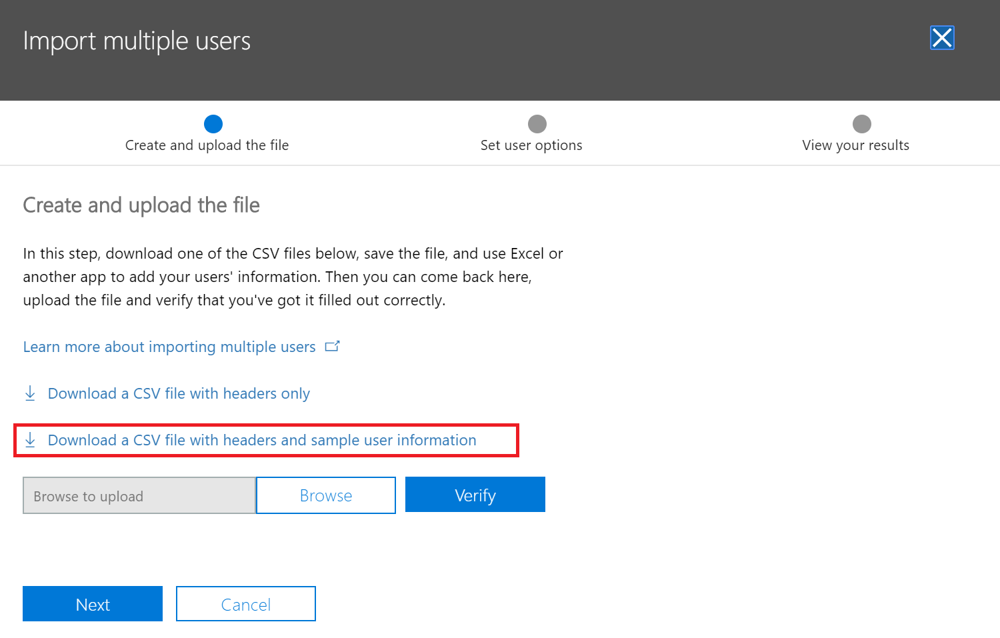 Import multiple users
Create and upload the file
Set user options
View your results
Create and upload the file
In this step, download one of the CSV files below, save the file, and use Excel or
another app to add your users' information. Then you can come back here,
upload the file and verify that you've got it filled out correctly.
Learn more about importing multiple users
Download a CSV file with headers only
Download a CSV file with headers and sample user information
Browse to upload
Browse
Verify
Next
Cancel